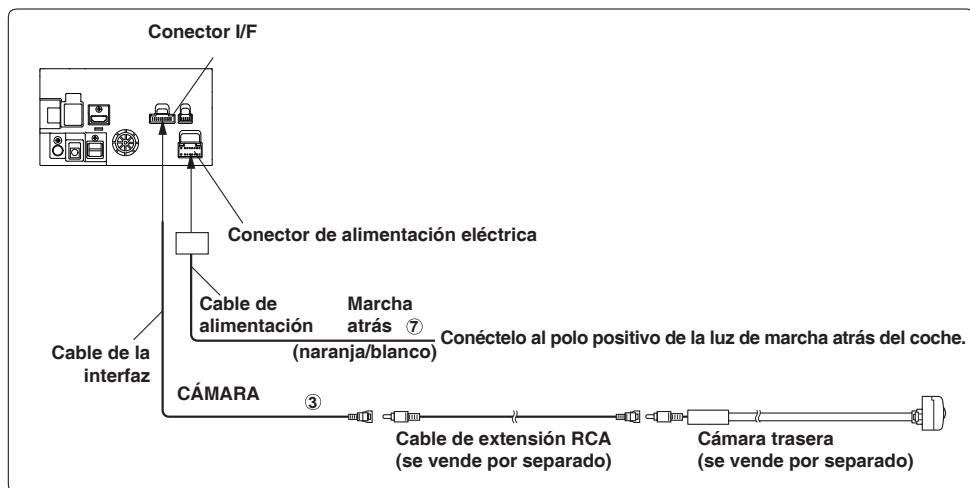 Conector I/F
Conector de alimentación eléctrica
Cable de
alimentación
Marcha
atrás ⑦
(naranja/blanco)
Conéctelo al polo positivo de la luz de marcha atrás del coche.
Cable de la
interfaz
CÁMARA ③
Cable de extensión RCA
(se vende por separado)
Cámara trasera
(se vende por separado)